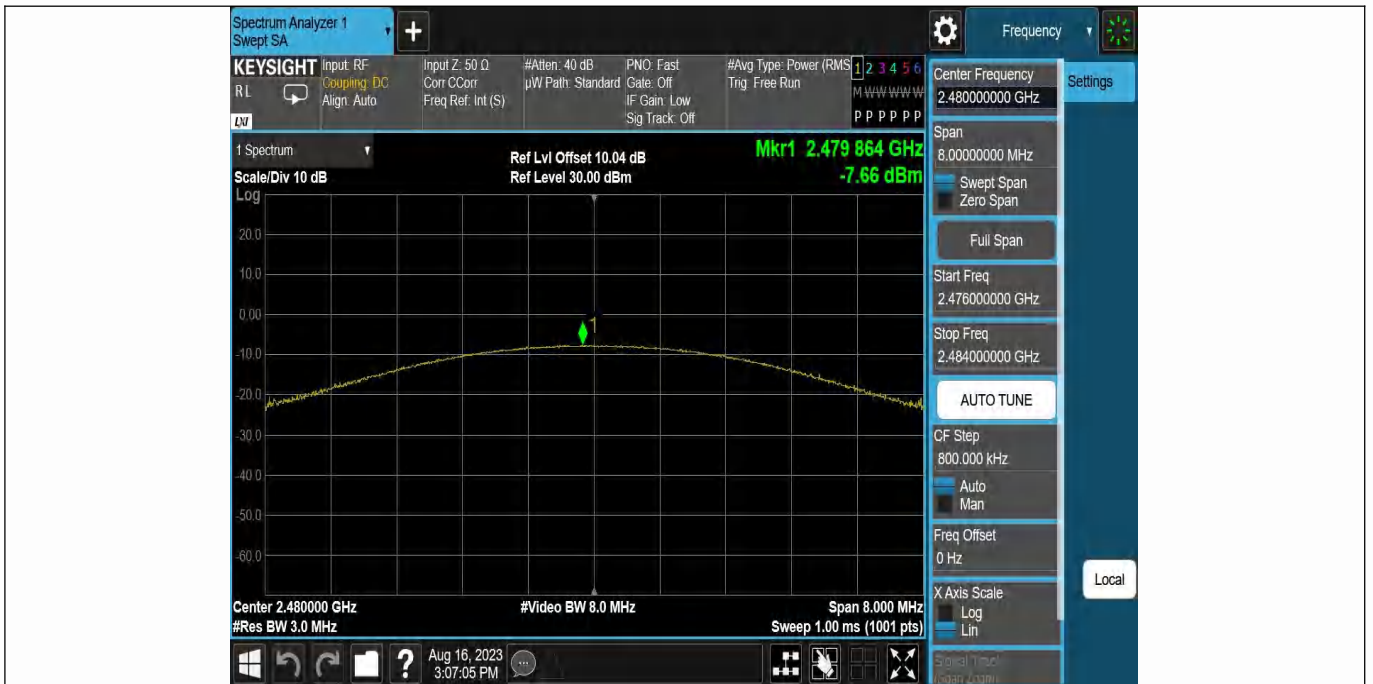 Spectrum Analyzer 1
Swept SA
+
Frequency
KEYSIGHT
RL
LXI
Input: RF
Coupling: DC
Align: Auto
Input Z: 50 Ω
Corr CCorr
Freq Ref: Int (S)
#Atten: 40 dB
µW Path: Standard
PNO: Fast
Gate: Off
IF Gain: Low
Sig Track: Off
#Avg Type: Power (RMS
Trig: Free Run
1 2 3 4 5 6
M W W W W W
P P P P P P
1 Spectrum
Scale/Div 10 dB
Log
Ref Lvl Offset 10.04 dB
Ref Level 30.00 dBm
Mkr1 2.479 864 GHz
-7.66 dBm
20.0
10.0
0.00
-10.0
-20.0
-30.0
-40.0
-50.0
-60.0
1
Center 2.480000 GHz
#Res BW 3.0 MHz
#Video BW 8.0 MHz
Span 8.000 MHz
Sweep 1.00 ms (1001 pts)
Center Frequency
2.480000000 GHz
Settings
Span
8.00000000 MHz
Swept Span
Zero Span
Full Span
Start Freq
2.476000000 GHz
Stop Freq
2.484000000 GHz
AUTO TUNE
CF Step
800.000 kHz
Auto
Man
Freq Offset
0 Hz
X Axis Scale
Log
Lin
Signal Track
(Span Zoom)
Local
?
Aug 16, 2023
3:07:05 PM